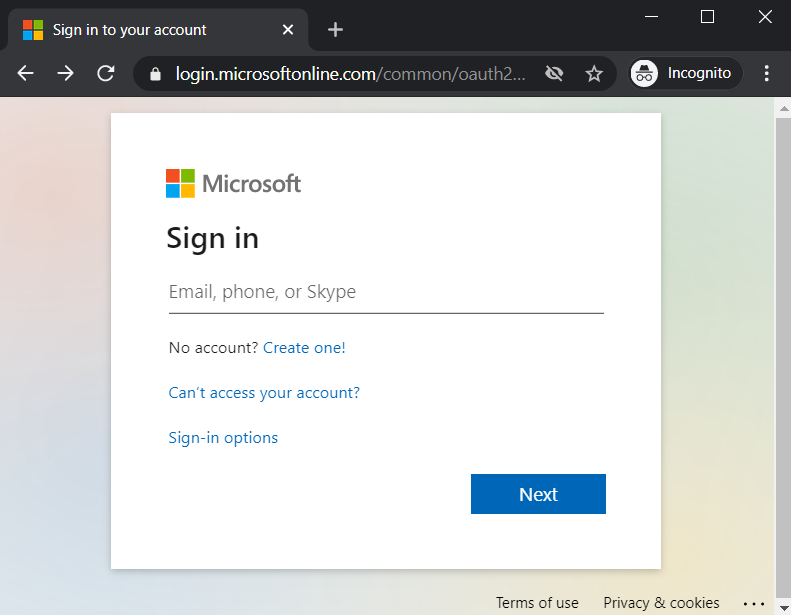 Sign in to your account
login.microsoftonline.com/common/oauth2...
Incognito
Microsoft
Sign in
Email, phone, or Skype
No account? Create one!
Can't access your account?
Sign-in options
Next
Terms of use Privacy & cookies ...